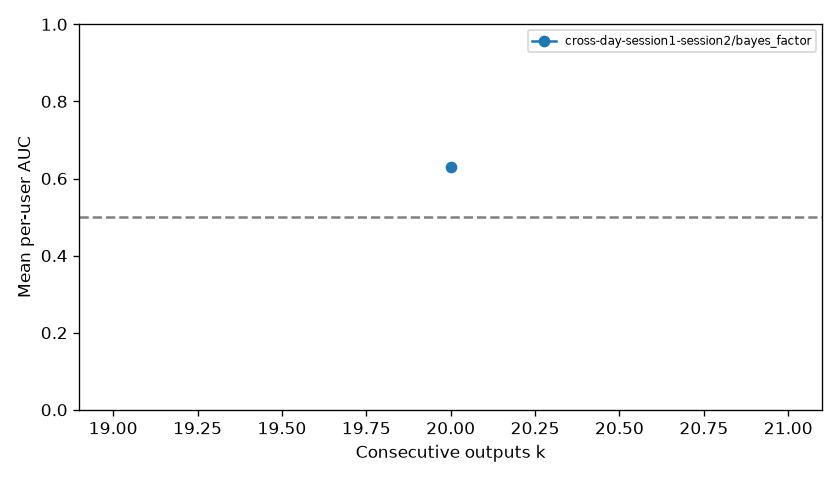 cross-day-session1-session2/bayes_factor
Mean per-user AUC
1.0
0.8
0.6
0.4
0.2
0.0
19.00 19.25 19.50 19.75 20.00 20.25 20.50 20.75 21.00
Consecutive outputs k